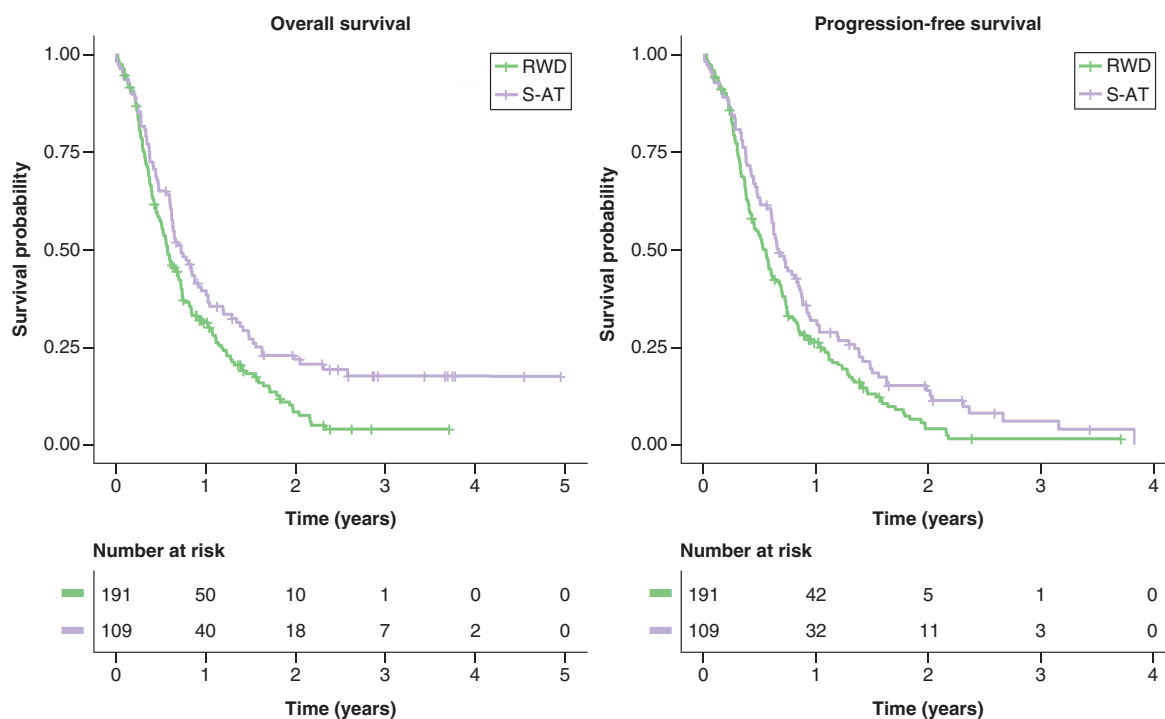 Overall survival
1.00
0.75
0.50
0.25
0.00
Survival probability
RWD
S-AT
0 1 2 3 4 5
Time (years)
Number at risk
191 50 10 1 0 0
109 40 18 7 2 0
0 1 2 3 4 5
Time (years)
Progression-free survival
1.00
0.75
0.50
0.25
0.00
Survival probability
RWD
S-AT
0 1 2 3 4
Time (years)
Number at risk
191 42 5 1 0
109 32 11 3 0
0 1 2 3 4
Time (years)